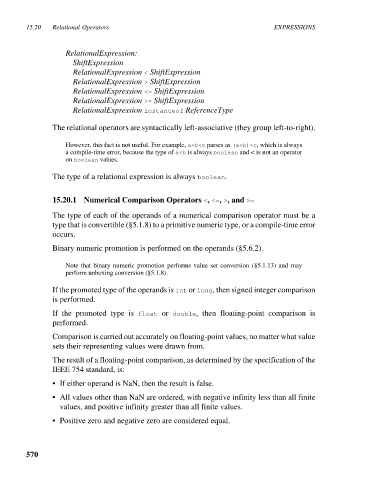 15.20 Relational Operators EXPRESSIONS
RelationalExpression:
ShiftExpression
RelationalExpression < ShiftExpression
RelationalExpression > ShiftExpression
RelationalExpression <= ShiftExpression
RelationalExpression >= ShiftExpression
RelationalExpression instanceof ReferenceType
The relational operators are syntactically left-associative (they group left-to-right).
However, this fact is not useful. For example, a<b<c parses as (a<b)<c, which is always
a compile-time error, because the type of a<b is always boolean and < is not an operator
on boolean values.
The type of a relational expression is always boolean.
15.20.1 Numerical Comparison Operators <, <=, >, and >=
The type of each of the operands of a numerical comparison operator must be a
type that is convertible (§5.1.8) to a primitive numeric type, or a compile-time error
occurs.
Binary numeric promotion is performed on the operands (§5.6.2).
Note that binary numeric promotion performs value set conversion (§5.1.13) and may
perform unboxing conversion (§5.1.8).
If the promoted type of the operands is int or long, then signed integer comparison
is performed.
If the promoted type is float or double, then floating-point comparison is
performed.
Comparison is carried out accurately on floating-point values, no matter what value
sets their representing values were drawn from.
The result of a floating-point comparison, as determined by the specification of the
IEEE 754 standard, is:
• If either operand is NaN, then the result is false.
• All values other than NaN are ordered, with negative infinity less than all finite
values, and positive infinity greater than all finite values.
• Positive zero and negative zero are considered equal.
570